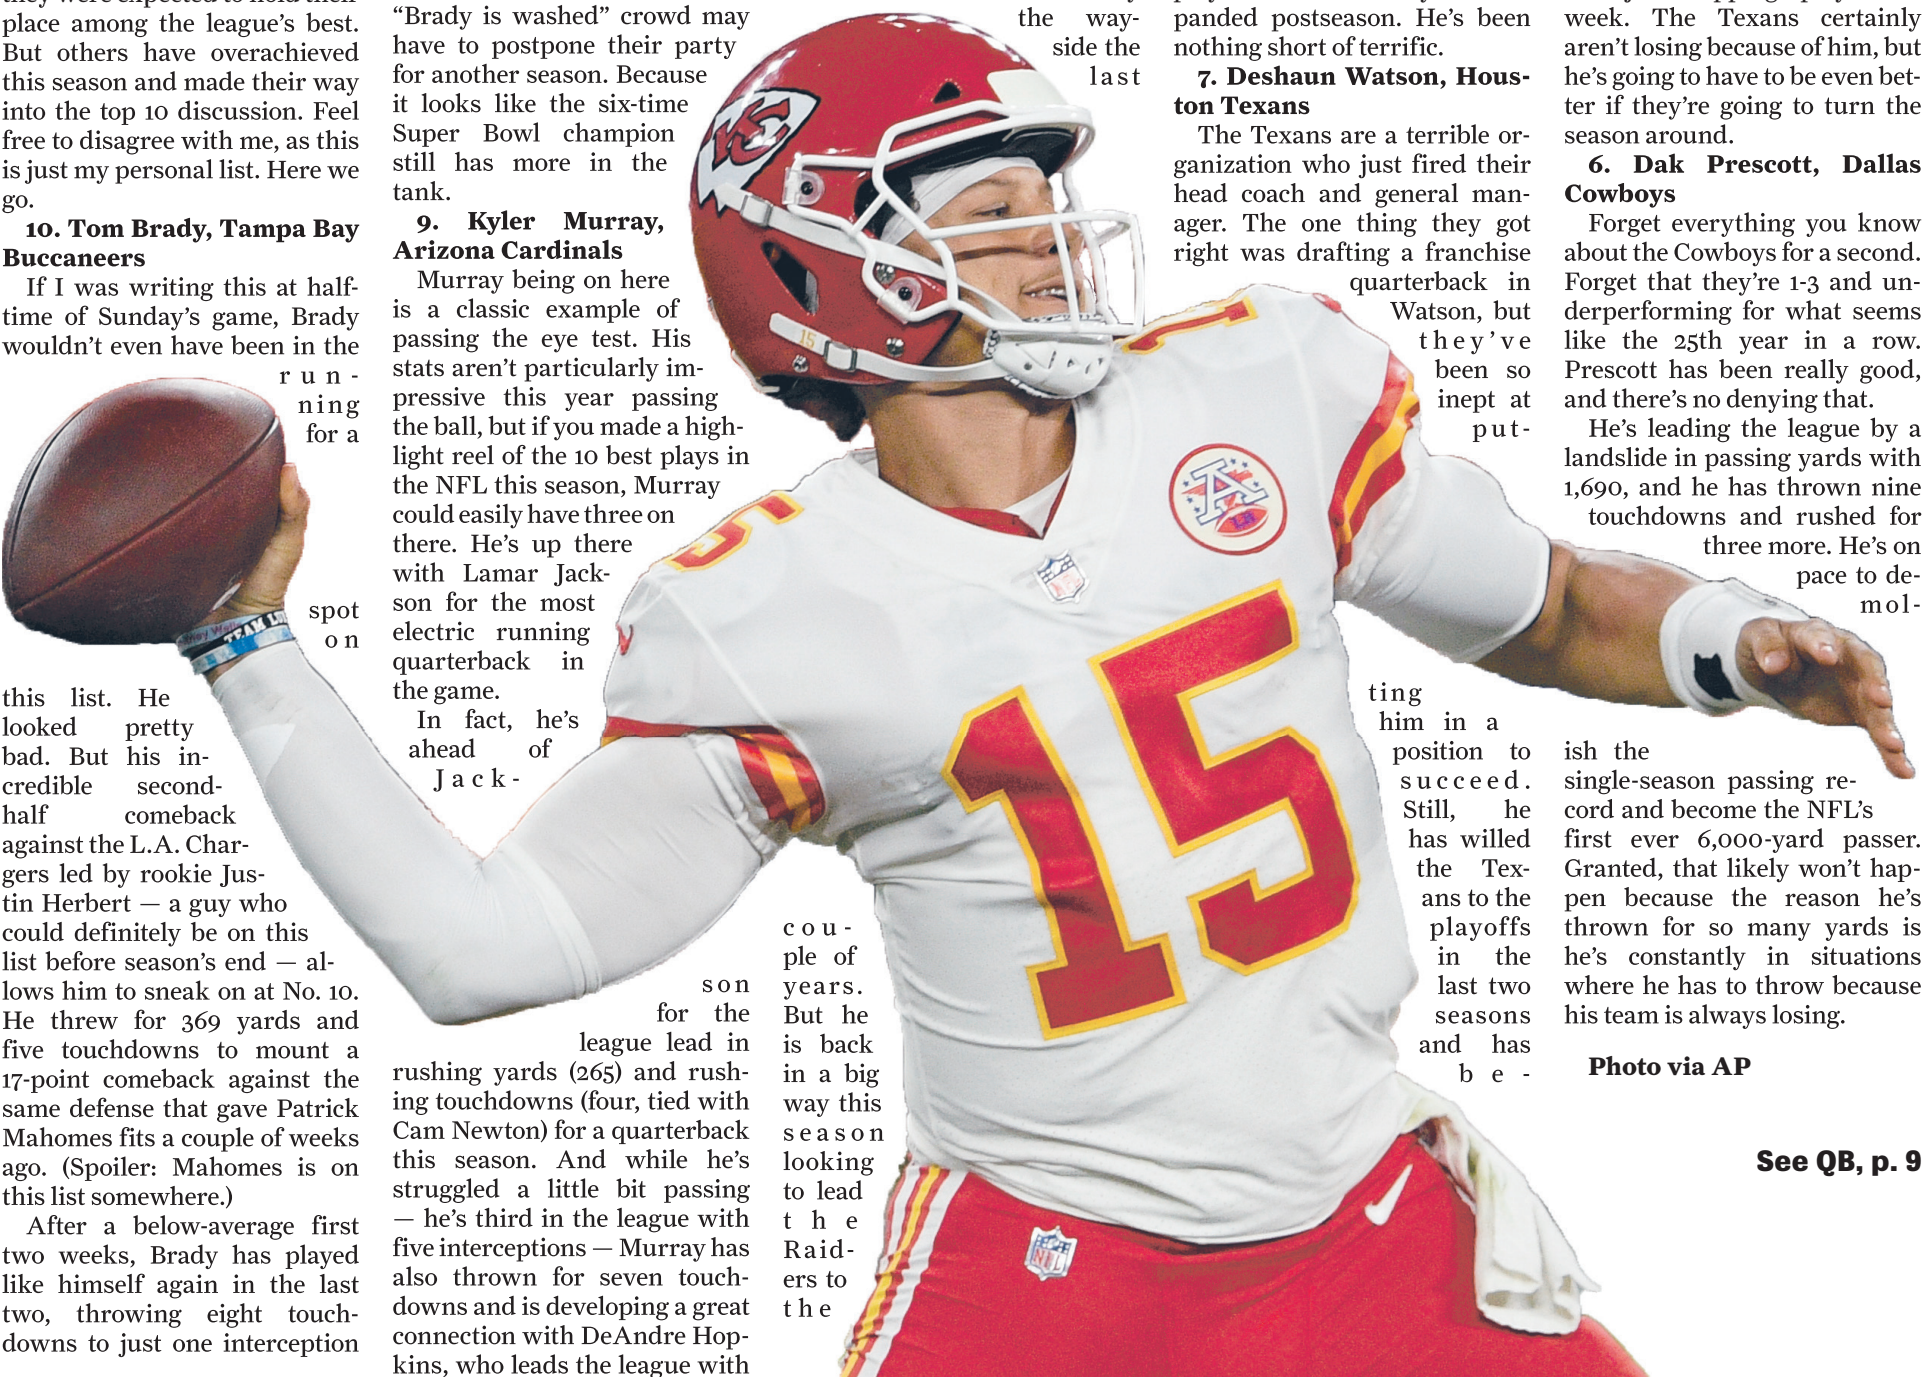 place among the league's best.
But others have overachieved
this season and made their way
into the top 10 discussion. Feel
free to disagree with me, as this
is just my personal list. Here we
go.
10. Tom Brady, Tampa Bay
Buccaneers
If I was writing this at half-
time of Sunday's game, Brady
wouldn't even have been in the
run-
ning
for a
spot
on
this list. He
looked pretty
bad. But his in-
credible second-
half comeback
against the L.A. Char-
gers led by rookie Jus-
tin Herbert — a guy who
could definitely be on this
list before season's end — al-
lows him to sneak on at No. 10.
He threw for 369 yards and
five touchdowns to mount a
17-point comeback against the
same defense that gave Patrick
Mahomes fits a couple of weeks
ago. (Spoiler: Mahomes is on
this list somewhere.)
After a below-average first
two weeks, Brady has played
like himself again in the last
two, throwing eight touch-
downs to just one interception
"Brady is washed" crowd may
have to postpone their party
for another season. Because
it looks like the six-time
Super Bowl champion
still has more in the
tank.
9. Kyler Murray,
Arizona Cardinals
Murray being on here
is a classic example of
passing the eye test. His
stats aren't particularly im-
pressive this year passing
the ball, but if you made a high-
light reel of the 10 best plays in
the NFL this season, Murray
could easily have three on
there. He's up there
with Lamar Jack-
son for the most
electric running
quarterback in
the game.
In fact, he's
ahead of
Jack-
son
for the
league lead in
rushing yards (265) and rush-
ing touchdowns (four, tied with
Cam Newton) for a quarterback
this season. And while he's
struggled a little bit passing
— he's third in the league with
five interceptions — Murray has
also thrown for seven touch-
downs and is developing a great
connection with DeAndre Hop-
kins, who leads the league with
cou-
ple of
years.
But he
is back
in a big
way this
season
looking
to lead
the
Raid-
ers to
the
the way-
side the
last
panded postseason. He's been
nothing short of terrific.
7. Deshaun Watson, Hous-
ton Texans
The Texans are a terrible or-
ganization who just fired their
head coach and general man-
ager. The one thing they got
right was drafting a franchise
quarterback in
Watson, but
they've
been so
inept at
put-
ting
him in a
position to
succeed.
Still, he
has willed
the Tex-
ans to the
playoffs
in the
last two
seasons
and has
be-
week. The Texans certainly
aren't losing because of him, but
he's going to have to be even bet-
ter if they're going to turn the
season around.
6. Dak Prescott, Dallas
Cowboys
Forget everything you know
about the Cowboys for a second.
Forget that they're 1-3 and un-
derperforming for what seems
like the 25th year in a row.
Prescott has been really good,
and there's no denying that.
He's leading the league by a
landslide in passing yards with
1,690, and he has thrown nine
touchdowns and rushed for
three more. He's on
pace to de-
mol-
ish the
single-season passing re-
cord and become the NFL's
first ever 6,000-yard passer.
Granted, that likely won't hap-
pen because the reason he's
thrown for so many yards is
he's constantly in situations
where he has to throw because
his team is always losing.
Photo via AP
See QB, p. 9
KC
15
1
5
A
NFL
15
TEAM
NFL